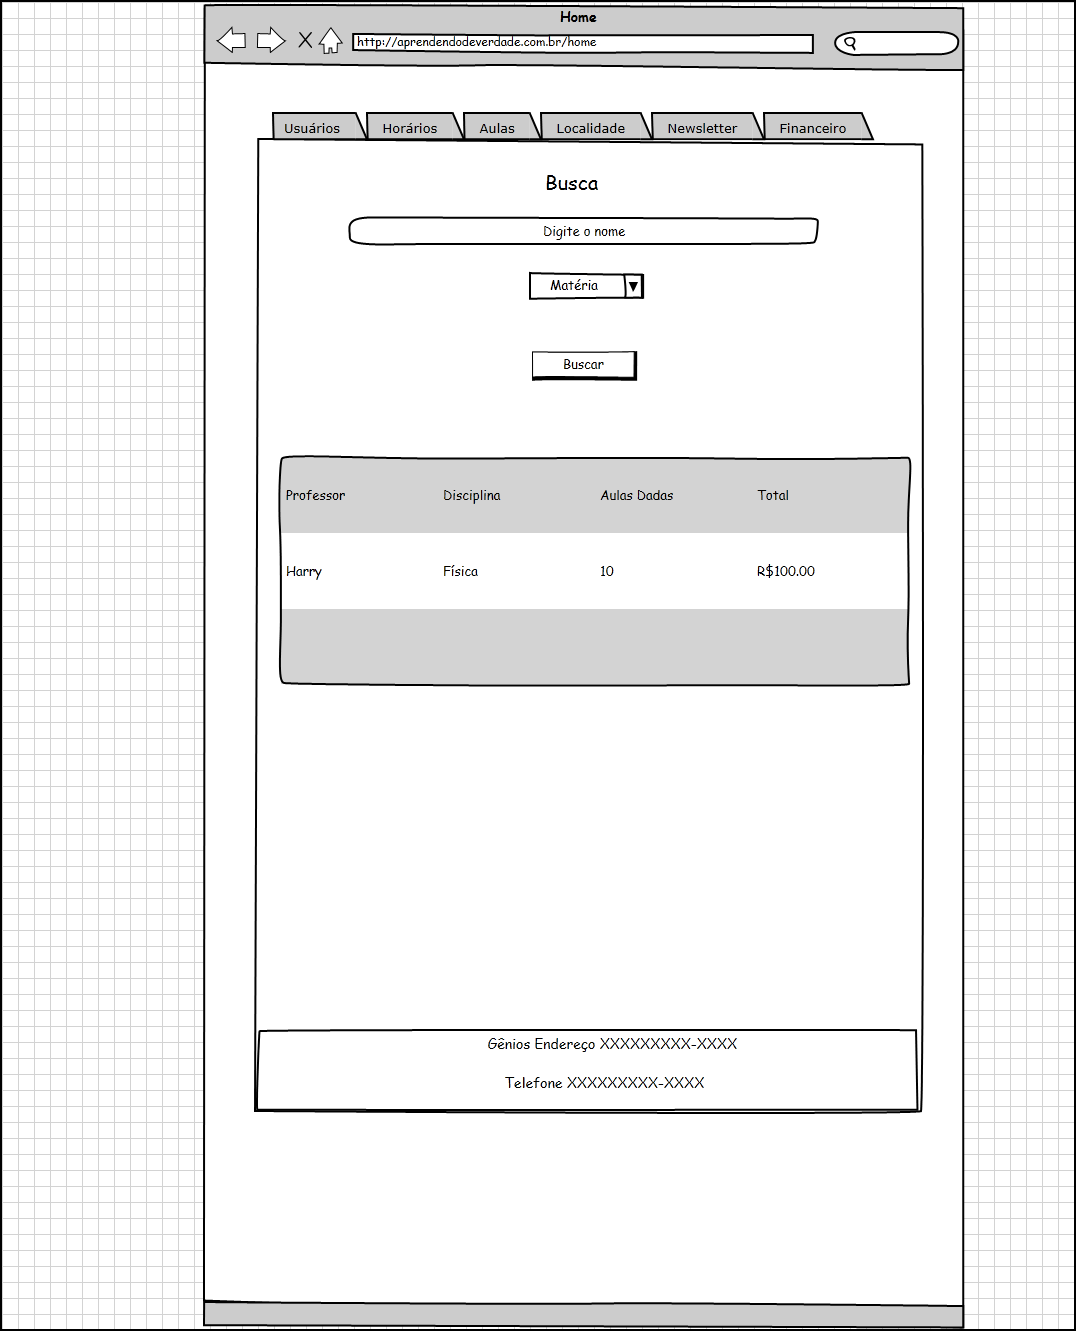 Home
http://aprendendodeverdade.com.br/home
Usuários Horários Aulas Localidade Newsletter Financeiro
Busca
Digite o nome
Matéria
Buscar
Professor Disciplina Aulas Dadas Total
Harry Física 10 R$100.00
Gênios Endereço XXXXXXXXX-XXXX
Telefone XXXXXXXXX-XXXX